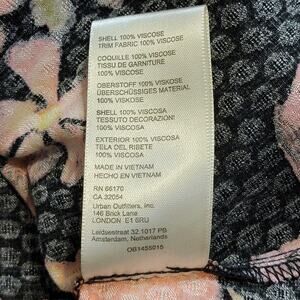 SHELL 100% VISCOSE
TRIM FABRIC 100% VISCOSE
COQUILLE 100% VISCOSE
TISSU DE GARNITURE
100% VISCOSE
OBERSTOFF 100% VISKOSE
ÜBERSCHÜSSIGES MATERIAL
100% VISKOSE
SHELL 100% VISCOSA
TESSUTO DECORAZIONI
100% VISCOSA
EXTERIOR 100% VISCOSA
TELA DEL RIBETE
100% VISCOSA
MADE IN VIETNAM
HECHO EN VIETNAM
RN 66170
CA 32054
Urban Outfitters, Inc.
146 Brick Lane
LONDON E1 6RU
Leidsestraat 32,1017 PB
Amsterdam, Netherlands
OB1455015